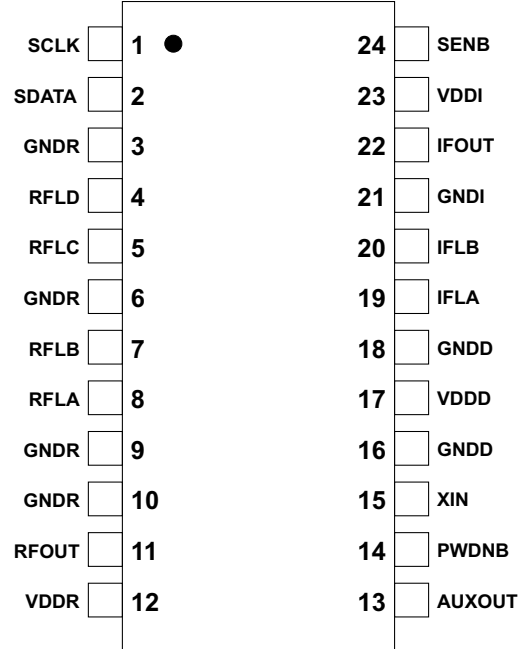 SCLK 1 24 SENB
SDATA 2 23 VDDI
GNDR 3 22 IFOUT
RFLD 4 21 GNDI
RFLC 5 20 IFLB
GNDR 6 19 IFLA
RFLB 7 18 GNDD
RFLA 8 17 VDDD
GNDR 9 16 GNDD
GNDR 10 15 XIN
RFOUT 11 14 PWDNB
VDDR 12 13 AUXOUT